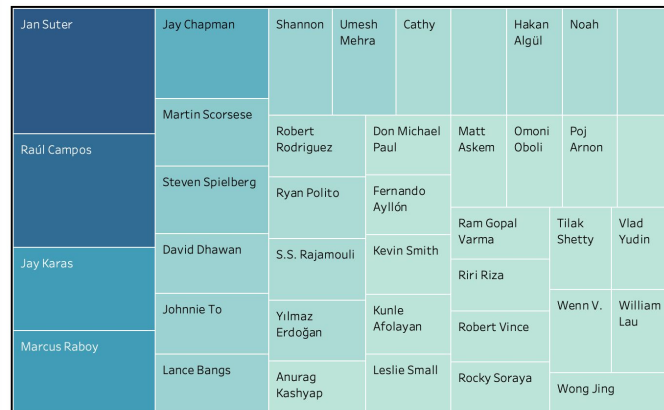 Jan Suter
Raúl Campos
Jay Karas
Marcus Raboy
Jay Chapman
Martin Scorsese
Steven Spielberg
David Dhawan
Johnnie To
Lance Bangs
Shannon
Umesh
Mehra
Cathy
Hakan
Algül
Noah
Robert
Rodriguez
Ryan Polito
S.S. Rajamouli
Yılmaz
Erdoğan
Anurag
Kashyap
Don Michael
Paul
Fernando
Ayllón
Kevin Smith
Kunle
Afolayan
Leslie Small
Matt
Askem
Omoni
Oboli
Poj
Arnon
Ram Gopal
Varma
Riri Riza
Robert Vince
Rocky Soraya
Tilak
Shetty
Vlad
Yudin
Wenn V.
William
Lau
Wong Jing